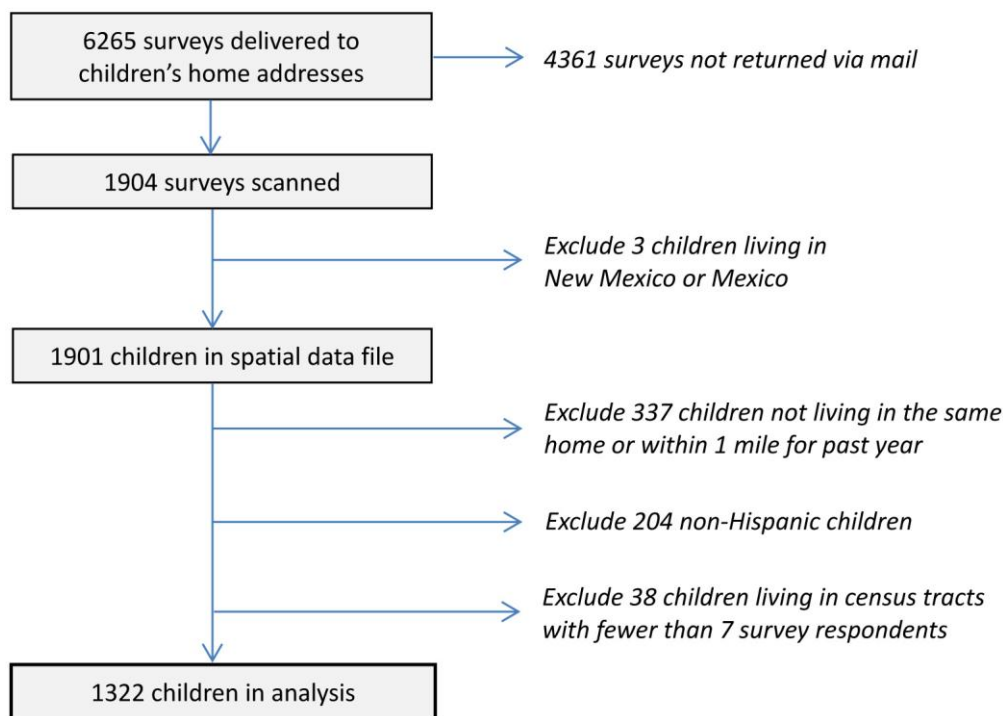 6265 surveys delivered to
children’s home addresses
4361 surveys not returned via mail
1904 surveys scanned
Exclude 3 children living in
New Mexico or Mexico
1901 children in spatial data file
Exclude 337 children not living in the same
home or within 1 mile for past year
Exclude 204 non-Hispanic children
Exclude 38 children living in census tracts
with fewer than 7 survey respondents
1322 children in analysis